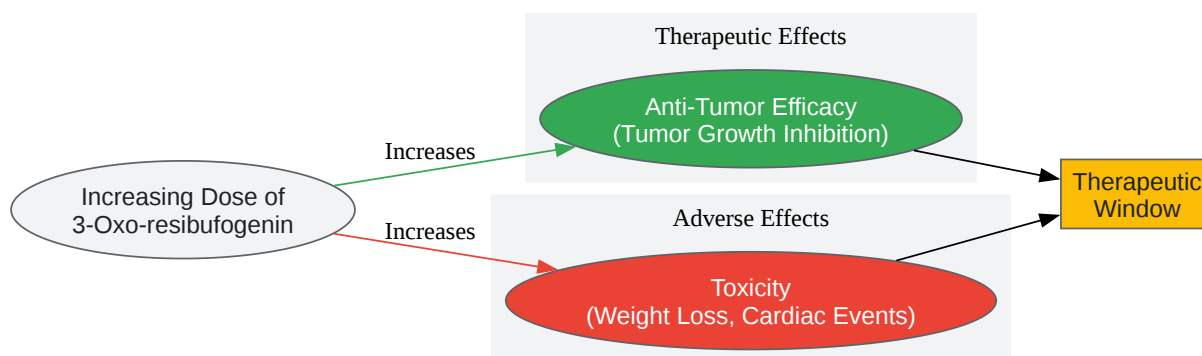 Therapeutic Effects
Anti-Tumor Efficacy
(Tumor Growth Inhibition)
Increases
Increasing Dose of
3-Oxo-resibufogenin
Increases
Adverse Effects
Toxicity
(Weight Loss, Cardiac Events)
Therapeutic
Window